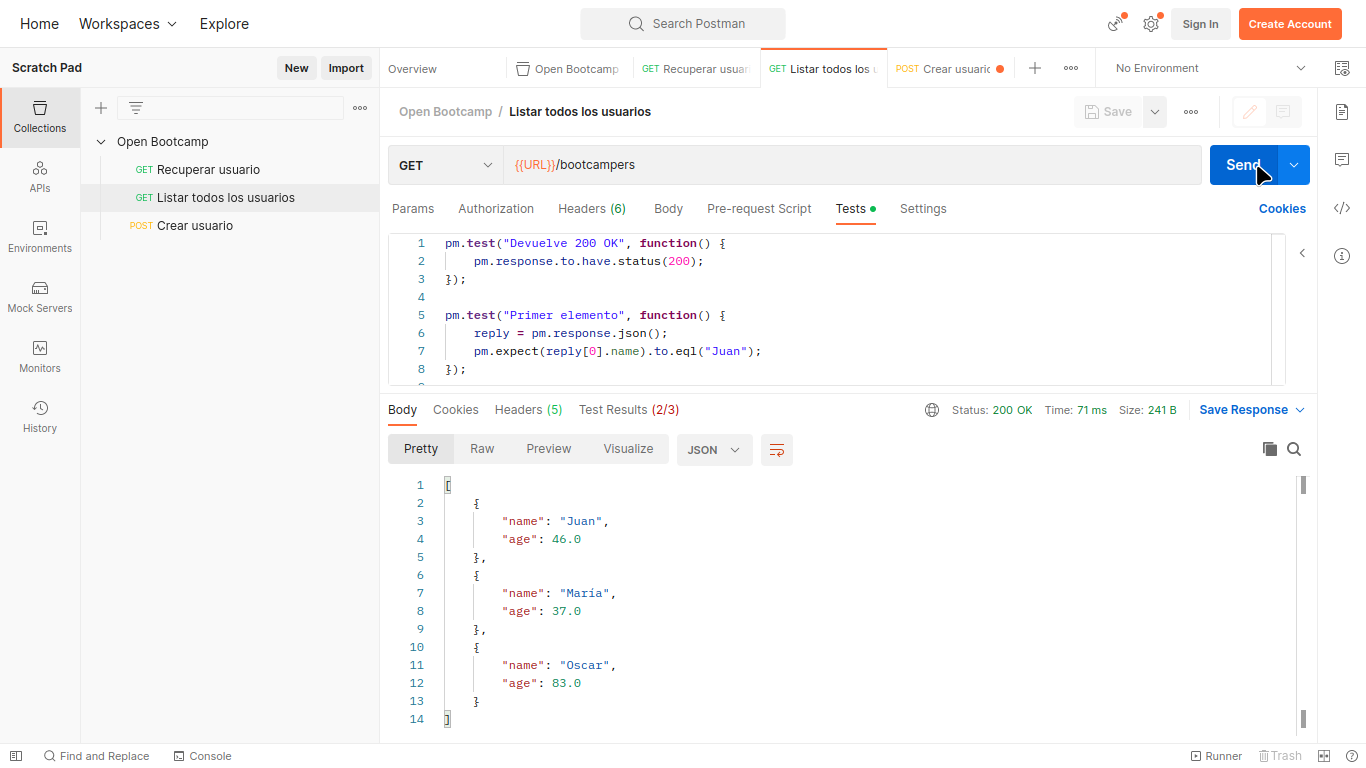 Home Workspaces Explore Search Postman Sign In Create Account
Scratch Pad New Import
Overview Open Bootcamp GET Recuperar usuar GET Listar todos los u POST Crear usuario No Environment
Collections
APIs
Environments
Mock Servers
Monitors
History
Open Bootcamp
GET Recuperar usuario
GET Listar todos los usuarios
POST Crear usuario
Open Bootcamp / Listar todos los usuarios Save
GET {{URL}}/bootcampers Send
Params Authorization Headers (6) Body Pre-request Script Tests Settings Cookies
1 pm.test("Devuelve 200 OK", function() {
2 pm.response.to.have.status(200);
3 });
4
5 pm.test("Primer elemento", function() {
6 reply = pm.response.json();
7 pm.expect(reply[0].name).to.eql("Juan");
8 });
Body Cookies Headers (5) Test Results (2/3) Status: 200 OK Time: 71 ms Size: 241 B Save Response
Pretty Raw Preview Visualize JSON
1 [
2 {
3 "name": "Juan",
4 "age": 46.0
5 },
6 {
7 "name": "Maria",
8 "age": 37.0
9 },
10 {
11 "name": "Oscar",
12 "age": 83.0
13 }
14 ]
Find and Replace Console Runner Trash